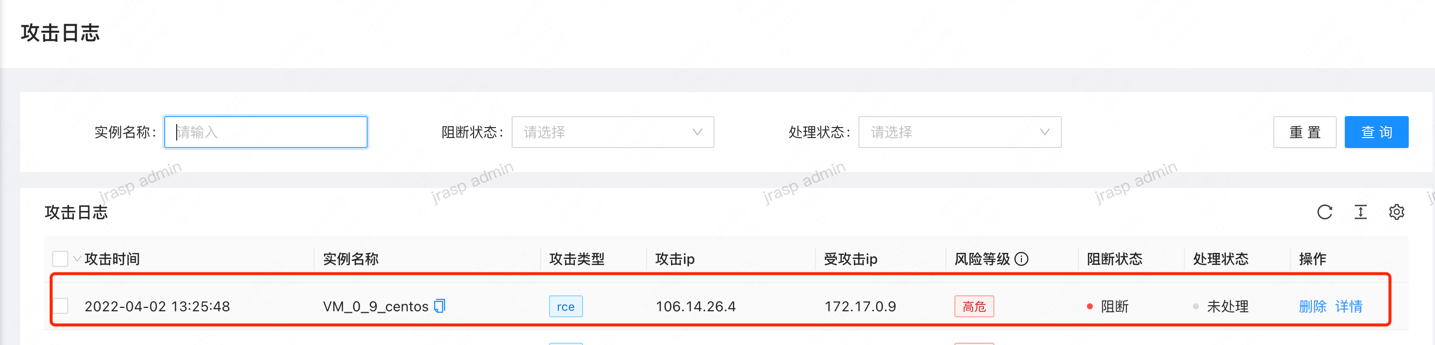 攻击日志
实例名称: 请输入 阻断状态: 请选择 处理状态: 请选择 重 置 查 询
jrasp admin jrasp admin jrasp admin jrasp admin
攻击日志
攻击时间 实例名称 攻击类型 攻击ip 受攻击ip 风险等级 阻断状态 处理状态 操作
2022-04-02 13:25:48 VM_0_9_centos rce 106.14.26.4 172.17.0.9 高危 阻断 未处理 删除 详情